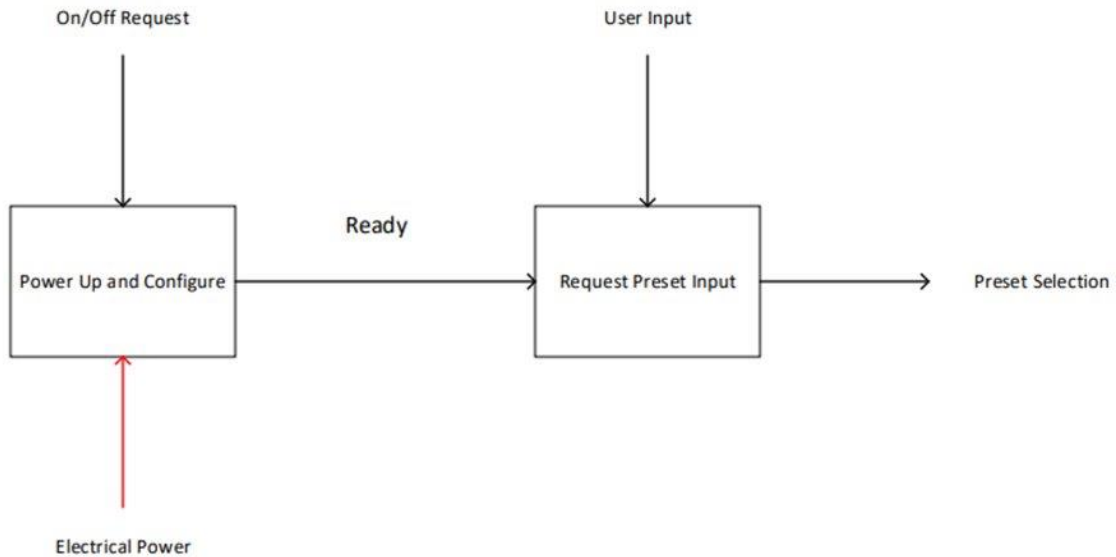 On/Off Request
User Input
Ready
Power Up and Configure
Request Preset Input
Preset Selection
Electrical Power